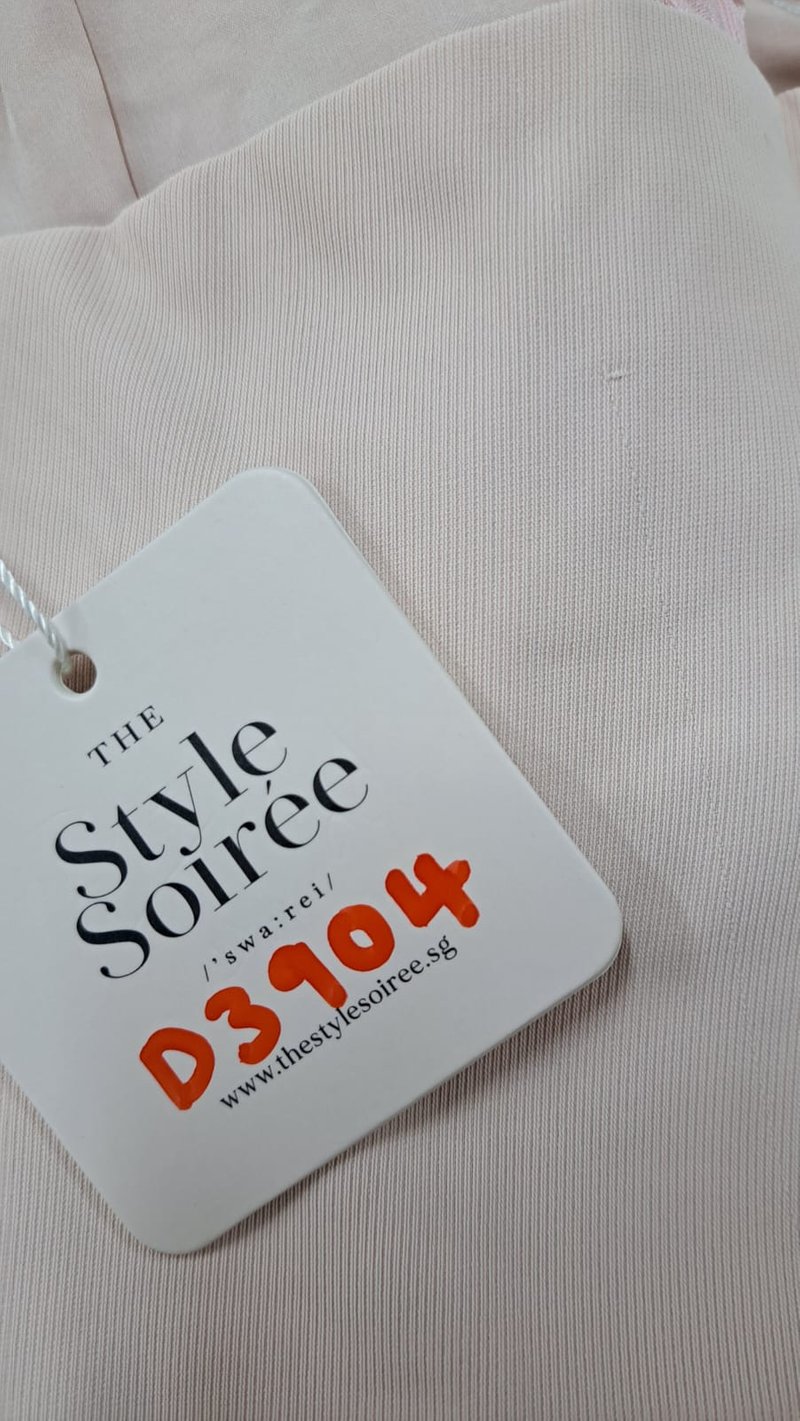 THE
Style
Soirée
/'swa:rei/
D3904
www.thestylesoiree.sg